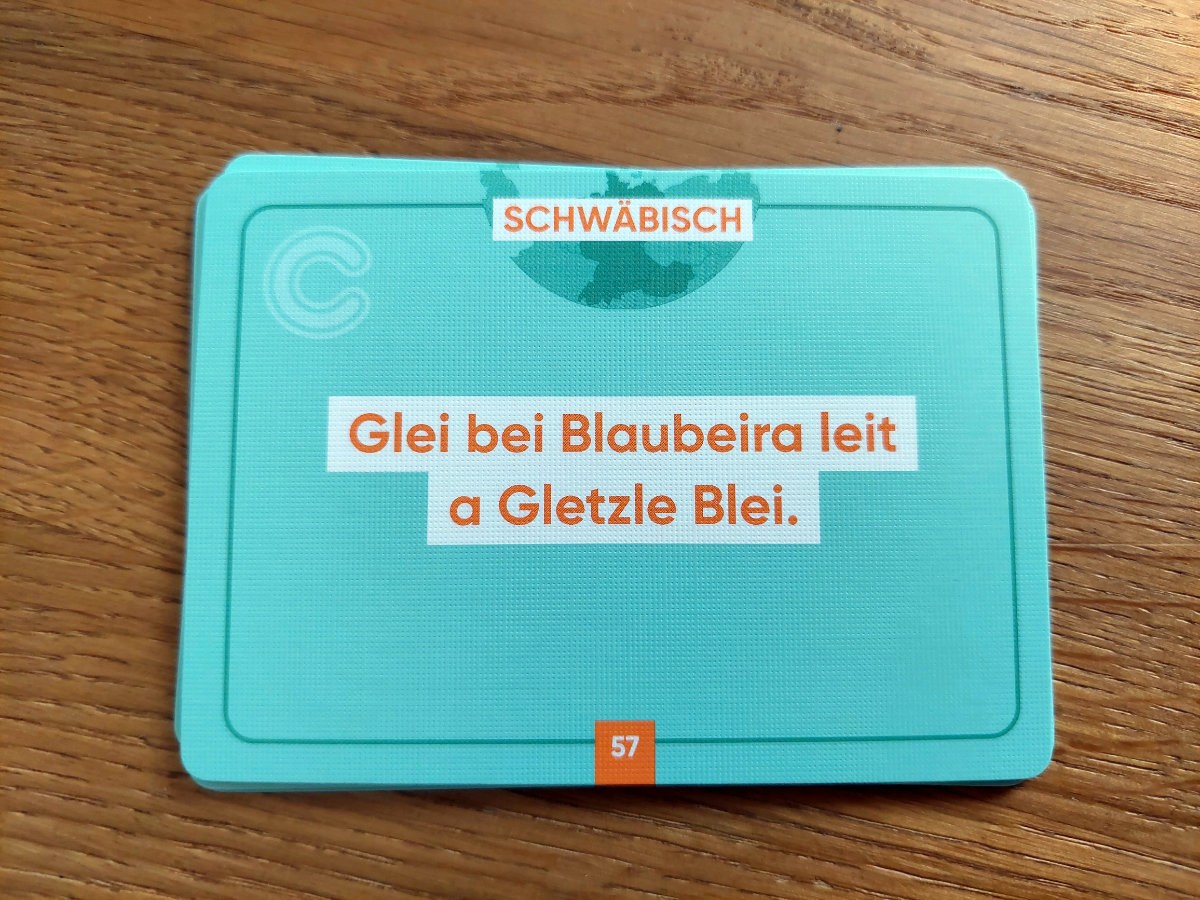 SCHWÄBISCH
C
Glei bei Blaubeira leit
a Gletzle Blei.
57